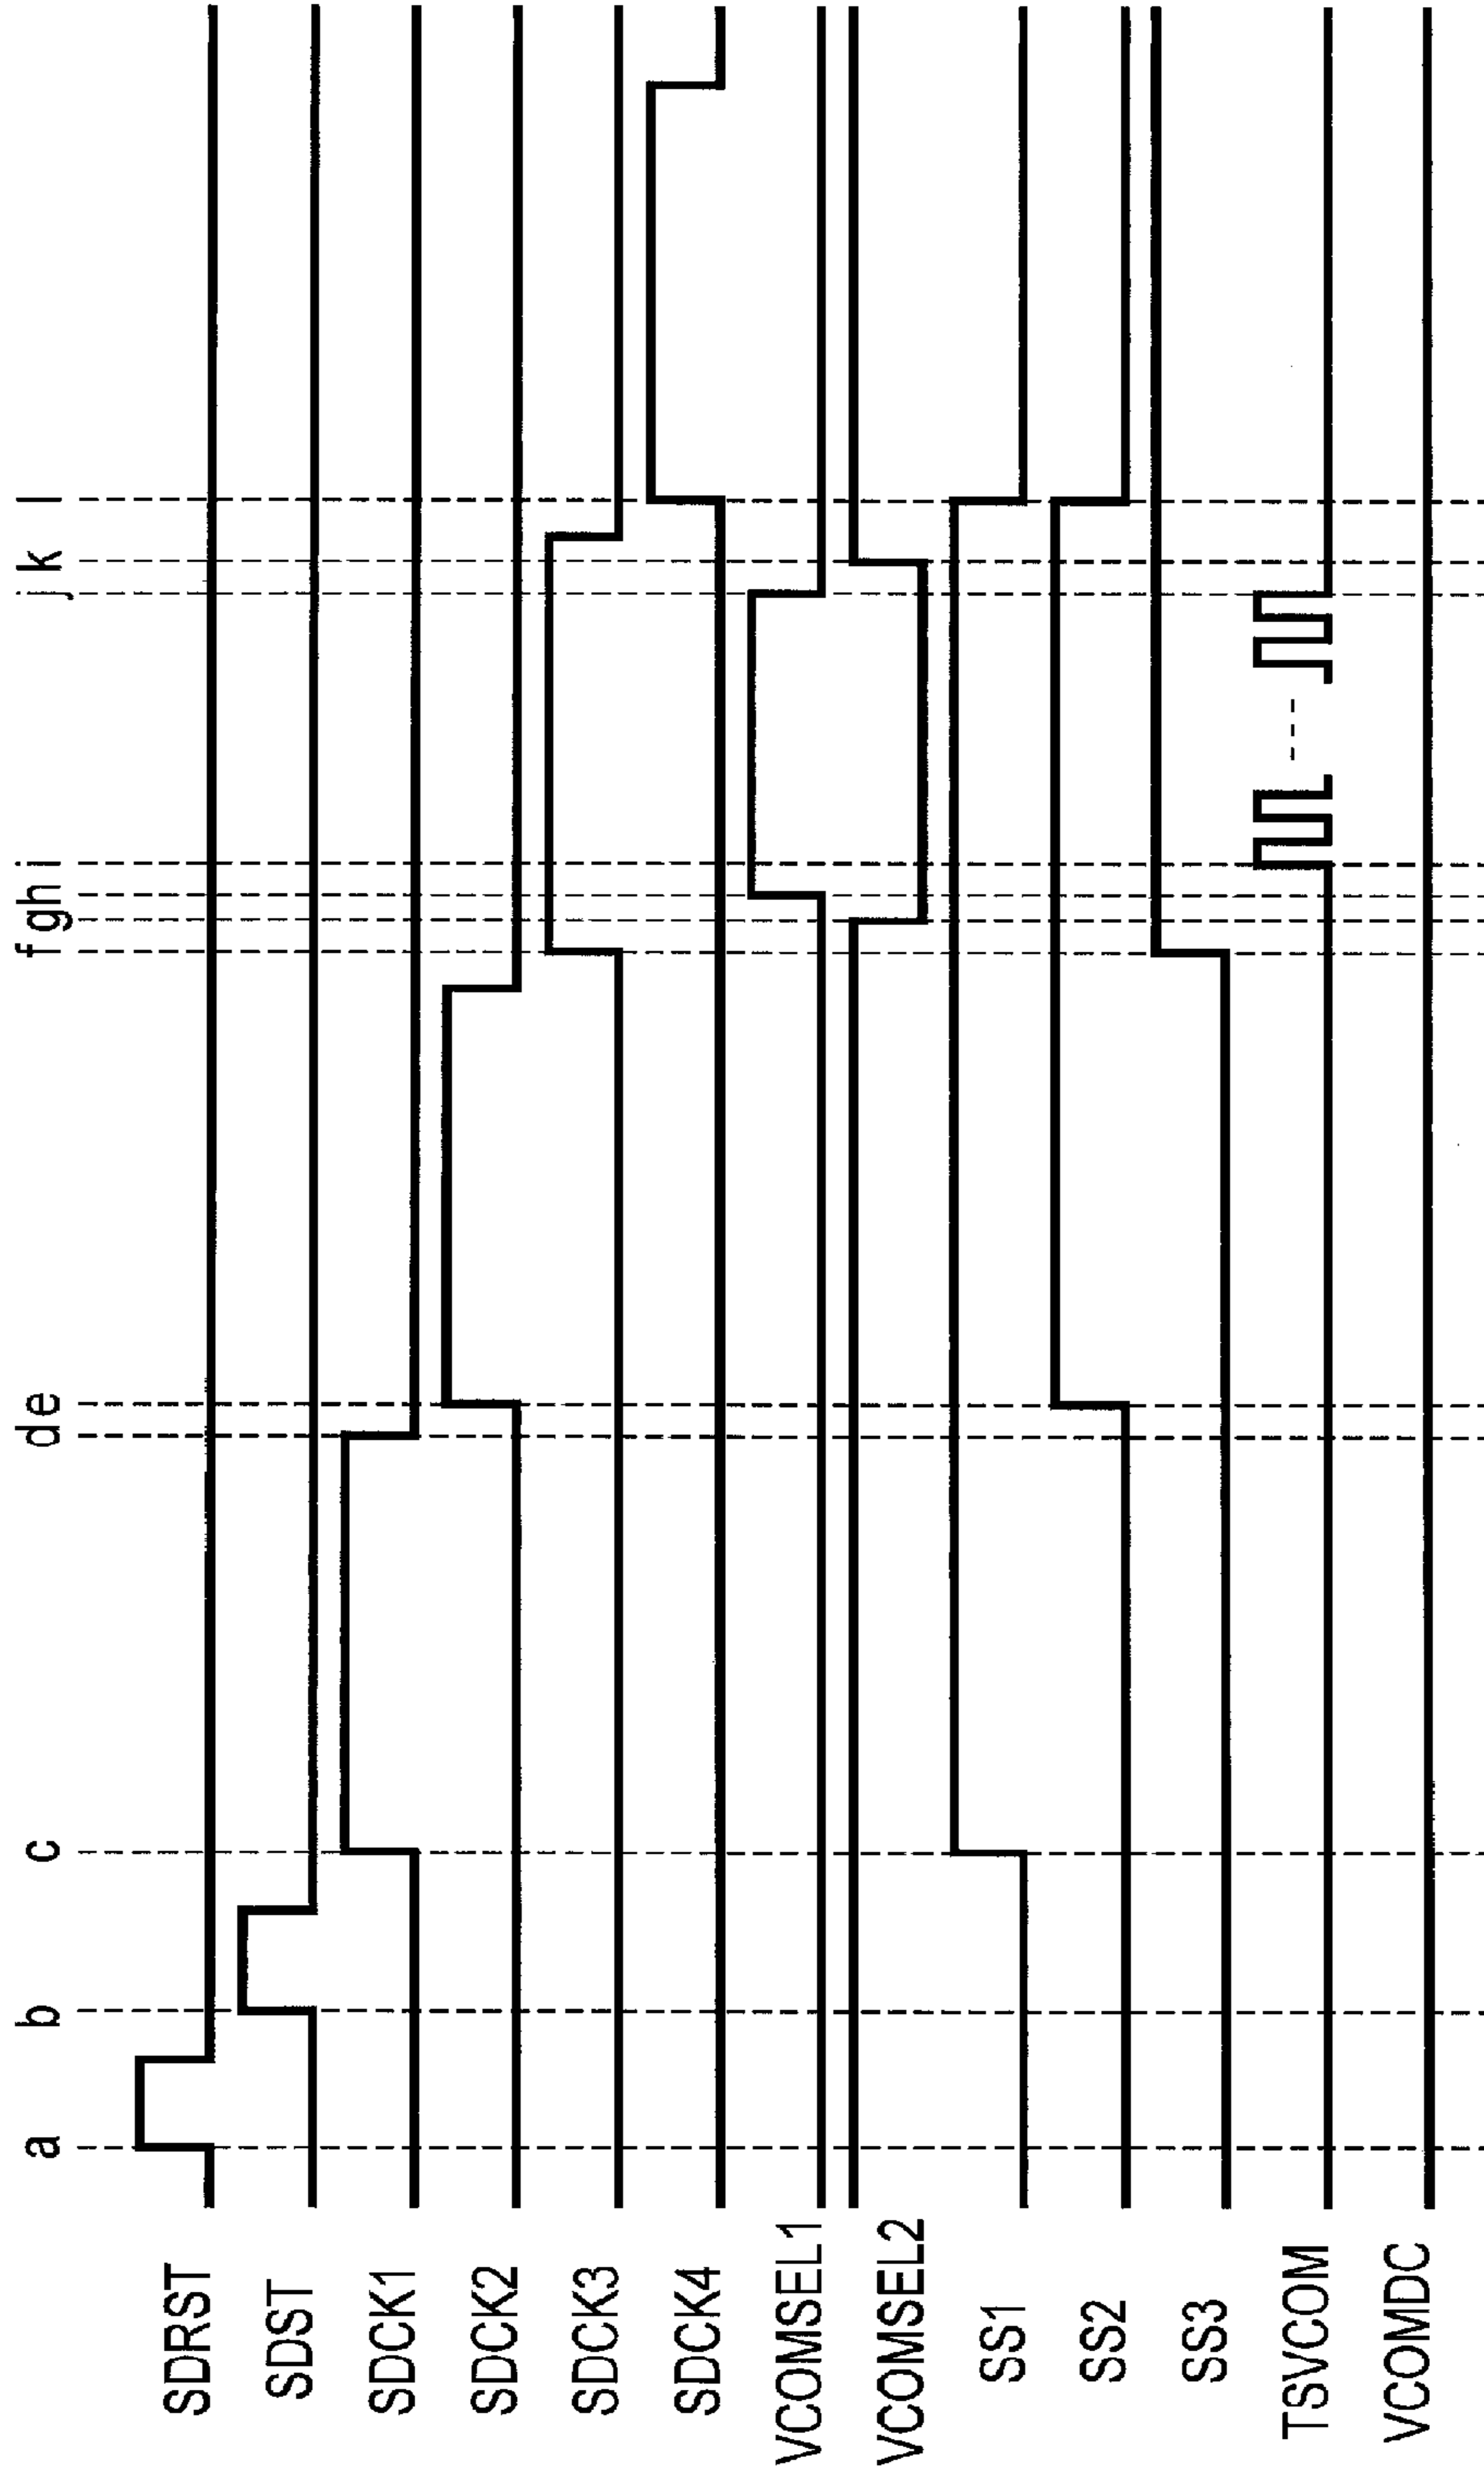 a b c d e f g h i j k l
SDRST
SDST
SDCK1
SDCK2
SDCK3
SDCK4
VCOMSEL1
VCOMSEL2
SS1
SS2
SS3
TSVCOM
VCOMDC